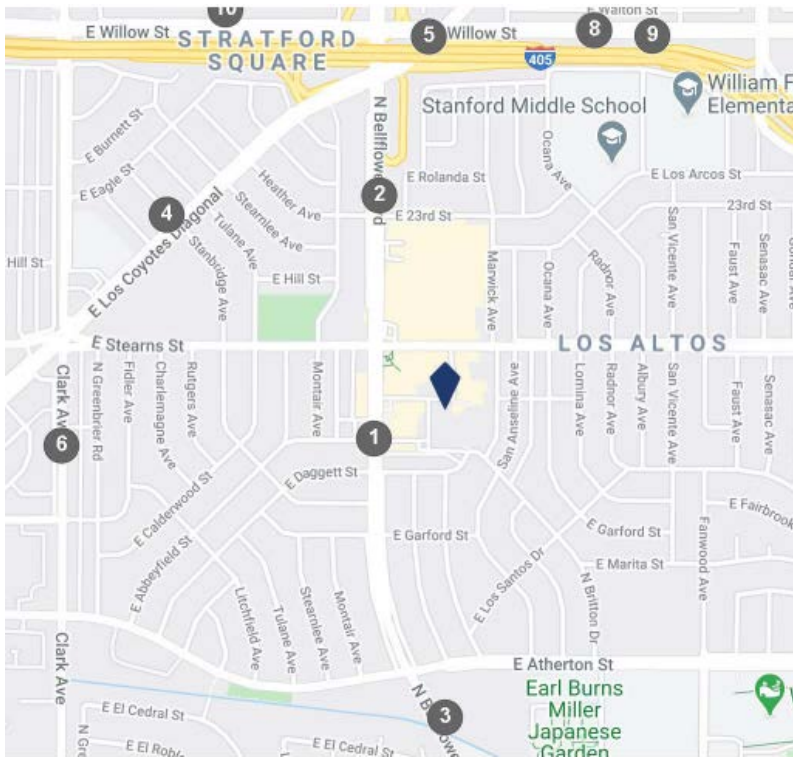 10
E Walton St
E Willow St
STRATFORD
SQUARE
5
Willow St
8
9
405
William F
Elementa
Stanford Middle School
N Bellflowe
d
E Burnett St
E Eagle St
Heather Ave
2
E Rolanda St
Ocana Ave
E Los Arcos St
4
E Los Coyotes Diagonal
Tulane Ave
Stearnlee Ave
Stanbridge Ave
E 23rd St
23rd St
San Vicente Ave
Faust Ave
Senasac Ave
Hill St
E Hill St
Marwick Ave
Ocana Ave
Radnor Ave
E Stearns St
LOS ALTOS
Clark Av
N Greenbrier Rd
Fidler Ave
Charlemagne Ave
Rutgers Ave
Montair Ave
San Anseline Ave
Lomina Ave
Radnor Ave
Albury Ave
San Vicente Ave
Faust Ave
Senasac Ave
6
1
E Daggett St
E Calderwood St
E Abbeyfield St
E Garford St
E Los Santos Dr
E Garford St
E Fairbrook
E Marita St
Fanwood Ave
N Britton Dr
Litchfield Ave
Tulane Ave
Stearnlee Ave
Montair Ave
Clark Ave
E Atherton St
N Bellflowe
3
Earl Burns
Miller
Japanese
Garden
E El Cedral St
N Gre
E El Roble
E El Cedral St